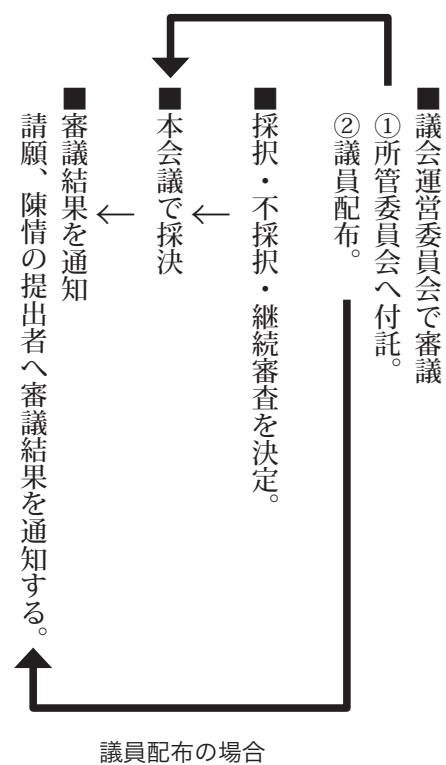 ■議会運営委員会で審議
①所管委員会へ付託。
②議員配布。
■採択・不採択・継続審査を決定。
←
■本会議で採決
←
■審議結果を通知
請願、陳情の提出者へ審議結果を通知する。
議員配布の場合